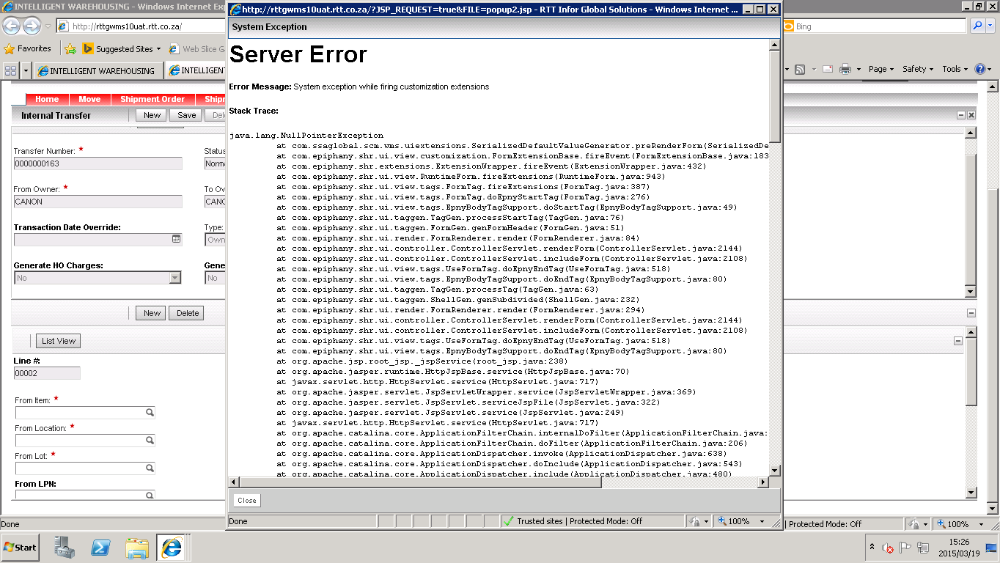 INTELLIGENT WAREHOUSING - Windows Internet Exp
http://rttgwms10uat.rtt.co.za/?JSP_REQUEST=true&FILE=popup2.jsp - RTT Infor Global Solutions - Windows Internet ...
http://rttgwms10uat.rtt.co.za/
Bing
Favorites
Suggested Sites
Web Slice G
INTELLIGENT WAREHOUSING
INTELLIGEN
Page
Safety
Tools
System Exception
Server Error
Error Message: System exception while firing customization extensions
Stack Trace:
java.lang.NullPointerException
at com.ssaglobal.scm.wms.uiextensions.SerializedDefaultValueGenerator.preRenderForm(SerializedDe
at com.epiphany.shr.ui.view.customization.FormExtensionBase.fireEvent(FormExtensionBase.java:183
at com.epiphany.shr.extensions.ExtensionWrapper.fireEvent(ExtensionWrapper.java:432)
at com.epiphany.shr.ui.view.RuntimeForm.fireExtensions(RuntimeForm.java:943)
at com.epiphany.shr.ui.view.tags.FormTag.fireExtensions(FormTag.java:387)
at com.epiphany.shr.ui.view.tags.FormTag.doEpnyStartTag(FormTag.java:276)
at com.epiphany.shr.ui.view.tags.EpnyBodyTagSupport.doStartTag(EpnyBodyTagSupport.java:49)
at com.epiphany.shr.ui.taggen.TagGen.processStartTag(TagGen.java:76)
at com.epiphany.shr.ui.taggen.FormGen.genFormHeader(FormGen.java:51)
at com.epiphany.shr.ui.render.FormRenderer.render(FormRenderer.java:84)
at com.epiphany.shr.ui.controller.ControllerServlet.renderForm(ControllerServlet.java:2144)
at com.epiphany.shr.ui.controller.ControllerServlet.includeForm(ControllerServlet.java:2108)
at com.epiphany.shr.ui.view.tags.UseFormTag.doEpnyEndTag(UseFormTag.java:518)
at com.epiphany.shr.ui.view.tags.EpnyBodyTagSupport.doEndTag(EpnyBodyTagSupport.java:80)
at com.epiphany.shr.ui.taggen.TagGen.processTag(TagGen.java:63)
at com.epiphany.shr.ui.taggen.ShellGen.genSubdivided(ShellGen.java:232)
at com.epiphany.shr.ui.render.FormRenderer.render(FormRenderer.java:294)
at com.epiphany.shr.ui.controller.ControllerServlet.renderForm(ControllerServlet.java:2144)
at com.epiphany.shr.ui.controller.ControllerServlet.includeForm(ControllerServlet.java:2108)
at com.epiphany.shr.ui.view.tags.UseFormTag.doEpnyEndTag(UseFormTag.java:518)
at com.epiphany.shr.ui.view.tags.EpnyBodyTagSupport.doEndTag(EpnyBodyTagSupport.java:80)
at org.apache.jsp.root_jsp._jspService(root_jsp.java:238)
at org.apache.jasper.runtime.HttpJspBase.service(HttpJspBase.java:70)
at javax.servlet.http.HttpServlet.service(HttpServlet.java:717)
at org.apache.jasper.servlet.JspServletWrapper.service(JspServletWrapper.java:369)
at org.apache.jasper.servlet.JspServlet.serviceJspFile(JspServlet.java:322)
at org.apache.jasper.servlet.JspServlet.service(JspServlet.java:249)
at javax.servlet.http.HttpServlet.service(HttpServlet.java:717)
at org.apache.catalina.core.ApplicationFilterChain.internalDoFilter(ApplicationFilterChain.java:
at org.apache.catalina.core.ApplicationFilterChain.doFilter(ApplicationFilterChain.java:206)
at org.apache.catalina.core.ApplicationDispatcher.invoke(ApplicationDispatcher.java:638)
at org.apache.catalina.core.ApplicationDispatcher.doInclude(ApplicationDispatcher.java:543)
at org.apache.catalina.core.ApplicationDispatcher.include(ApplicationDispatcher.java:480)
Close
Done
Trusted sites | Protected Mode: Off
100%
Home
Move
Shipment Order
Shipm
Internal Transfer
New
Save
Del
Transfer Number: *
Status
0000000163
Norma
From Owner: *
To Ow
CANON
CANO
Transaction Date Override:
Type:
Own
Generate HO Charges:
Gene
No
No
New
Delete
List View
Line #:
00002
From Item: *
From Location: *
From Lot: *
From LPN:
Done
| Protected Mode: Off
100%
Start
15:26
2015/03/19